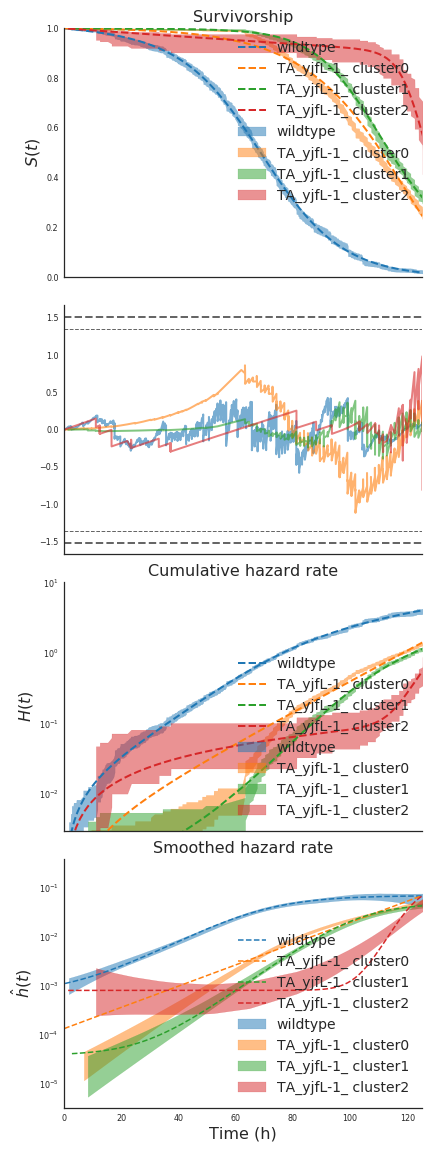 Survivorship
1.0
0.8
0.6
0.4
0.2
0.0
S(t)
wildtype
TA_yjfL-1_ cluster0
TA_yjfL-1_ cluster1
TA_yjfL-1_ cluster2
wildtype
TA_yjfL-1_ cluster0
TA_yjfL-1_ cluster1
TA_yjfL-1_ cluster2
1.5
1.0
0.5
0.0
−0.5
−1.0
−1.5
Cumulative hazard rate
10¹
10⁰
10⁻¹
10⁻²
H(t)
wildtype
TA_yjfL-1_ cluster0
TA_yjfL-1_ cluster1
TA_yjfL-1_ cluster2
wildtype
TA_yjfL-1_ cluster0
TA_yjfL-1_ cluster1
TA_yjfL-1_ cluster2
Smoothed hazard rate
10⁻¹
10⁻²
10⁻³
10⁻⁴
10⁻⁵
ĥ(t)
wildtype
TA_yjfL-1_ cluster0
TA_yjfL-1_ cluster1
TA_yjfL-1_ cluster2
wildtype
TA_yjfL-1_ cluster0
TA_yjfL-1_ cluster1
TA_yjfL-1_ cluster2
0 20 40 60 80 100 120
Time (h)